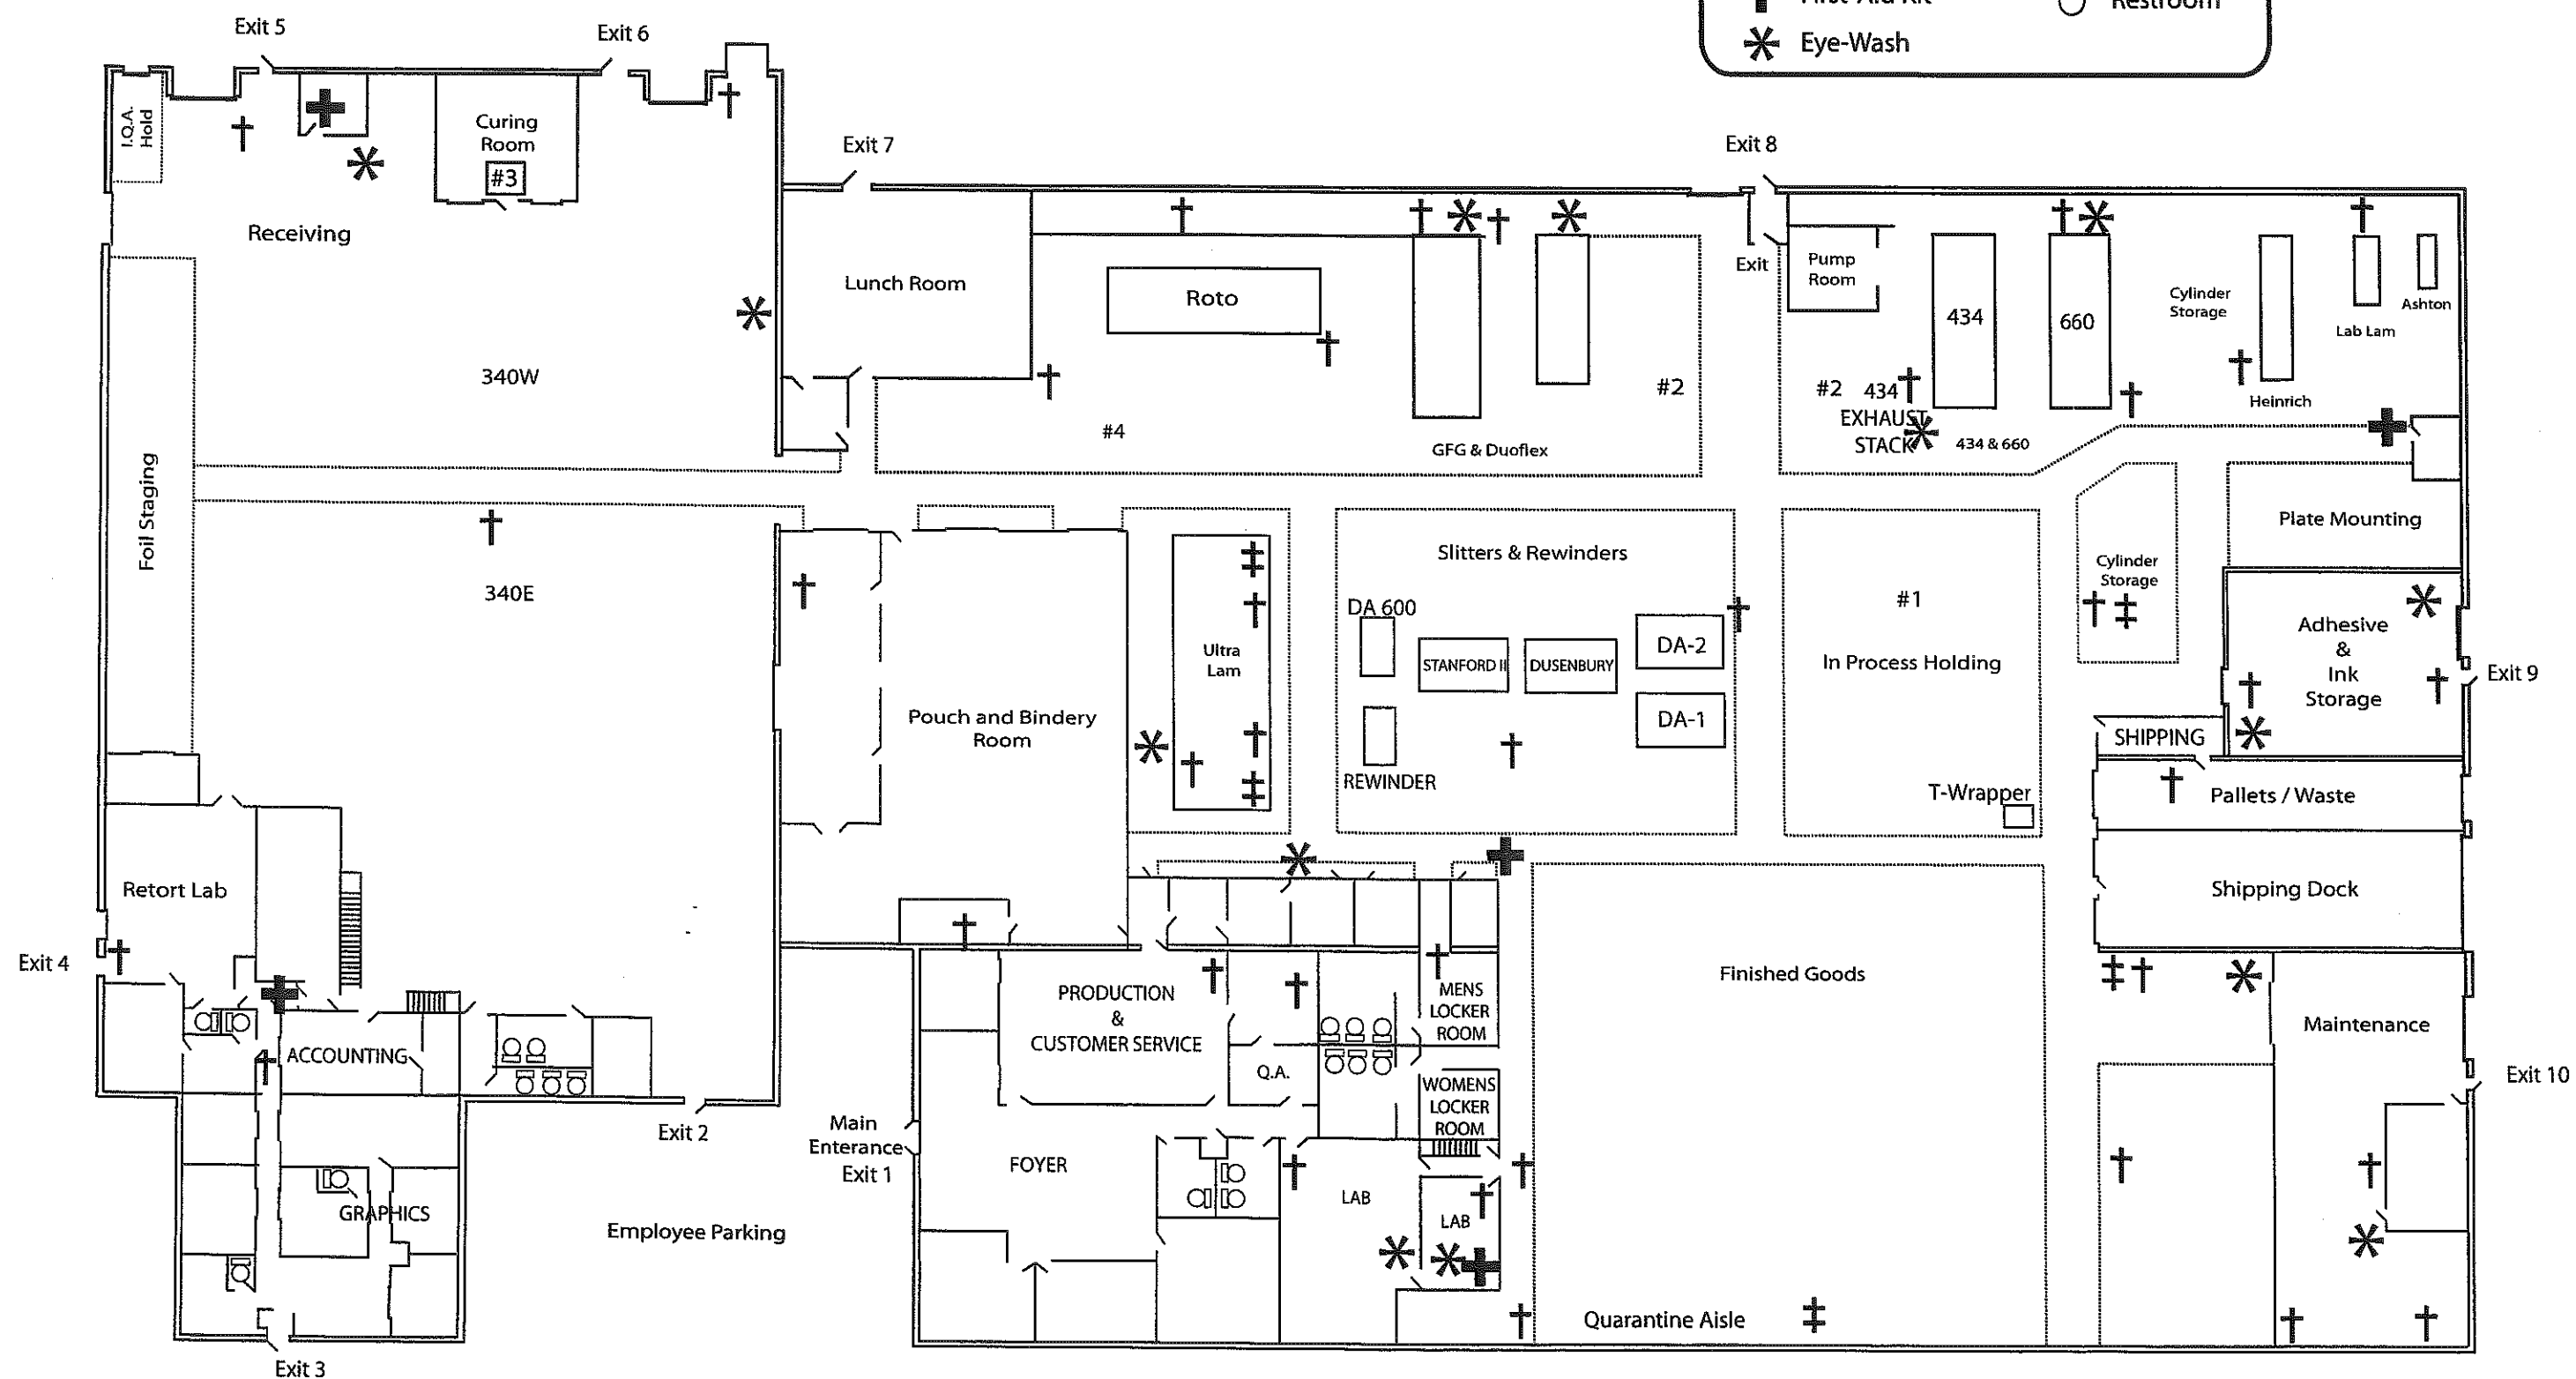 First-Aid Kit
Restroom
Eye-Wash
Exit 5
Exit 6
I.Q.A.
Hold
Curing
Room
#3
Receiving
Exit 7
Exit 8
Lunch Room
Roto
Exit
Pump
Room
434
660
Cylinder
Storage
Ashton
Lab Lam
340W
#4
#2
GFG & Duoflex
#2
434
EXHAUST
STACK
434 & 660
Heinrich
Foil Staging
340E
Plate Mounting
Slitters & Rewinders
DA 600
STANFORD II
DUSENBURY
DA-2
DA-1
REWINDER
#1
In Process Holding
T-Wrapper
Cylinder
Storage
Adhesive
&
Ink
Storage
Exit 9
Ultra
Lam
Pouch and Bindery
Room
SHIPPING
Pallets / Waste
Shipping Dock
Retort Lab
Exit 4
ACCOUNTING
PRODUCTION
&
CUSTOMER SERVICE
Q.A.
MENS
LOCKER
ROOM
WOMENS
LOCKER
ROOM
Finished Goods
Maintenance
Exit 10
Exit 2
Main
Enterance
Exit 1
FOYER
LAB
LAB
GRAPHICS
Employee Parking
Quarantine Aisle
Exit 3